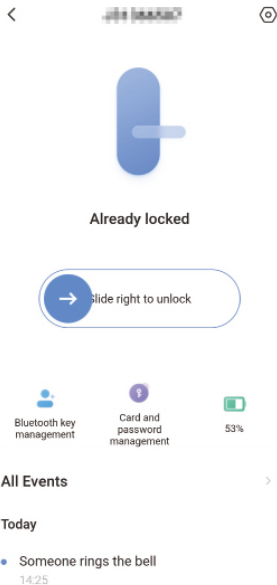 Already locked
Slide right to unlock
Bluetooth key
management
Card and
password
management
53%
All Events
Today
Someone rings the bell
14:25